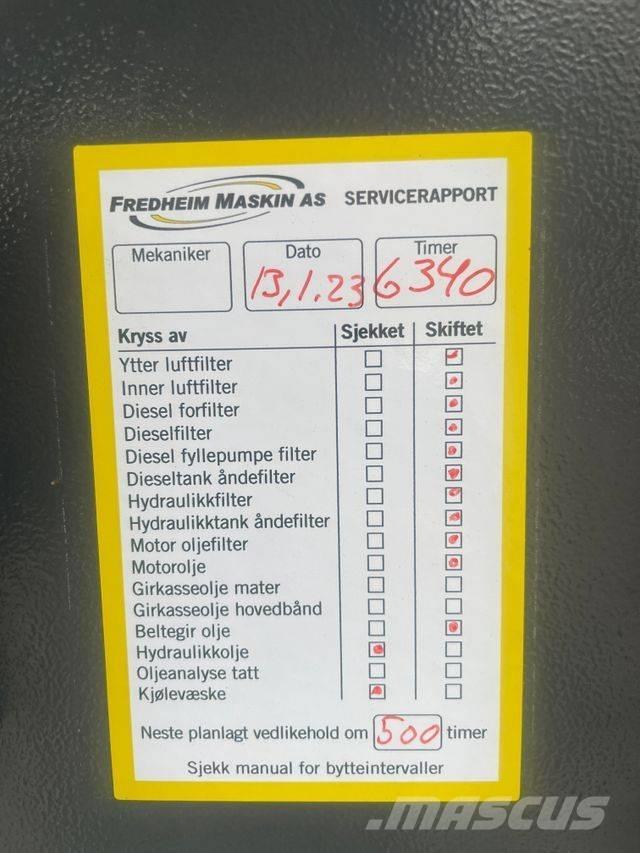 FREDHEIM MASKIN AS SERVICERAPPORT
Mekaniker Dato Timer
13,1.23 6340
Kryss av Sjekket Skiftet
Ytter luftfilter
Inner luftfilter
Diesel forfilter
Dieselfilter
Diesel fyllepumpe filter
Dieseltank åndefilter
Hydraulikkfilter
Hydraulikktank åndefilter
Motor oljefilter
Motorolje
Girkasseolje mater
Girkasseolje hovedbånd
Beltegir olje
Hydraulikkolje
Oljeanalyse tatt
Kjølevæske
Neste planlagt vedlikehold om 500 timer
Sjekk manual for bytteintervaller
MASCUS